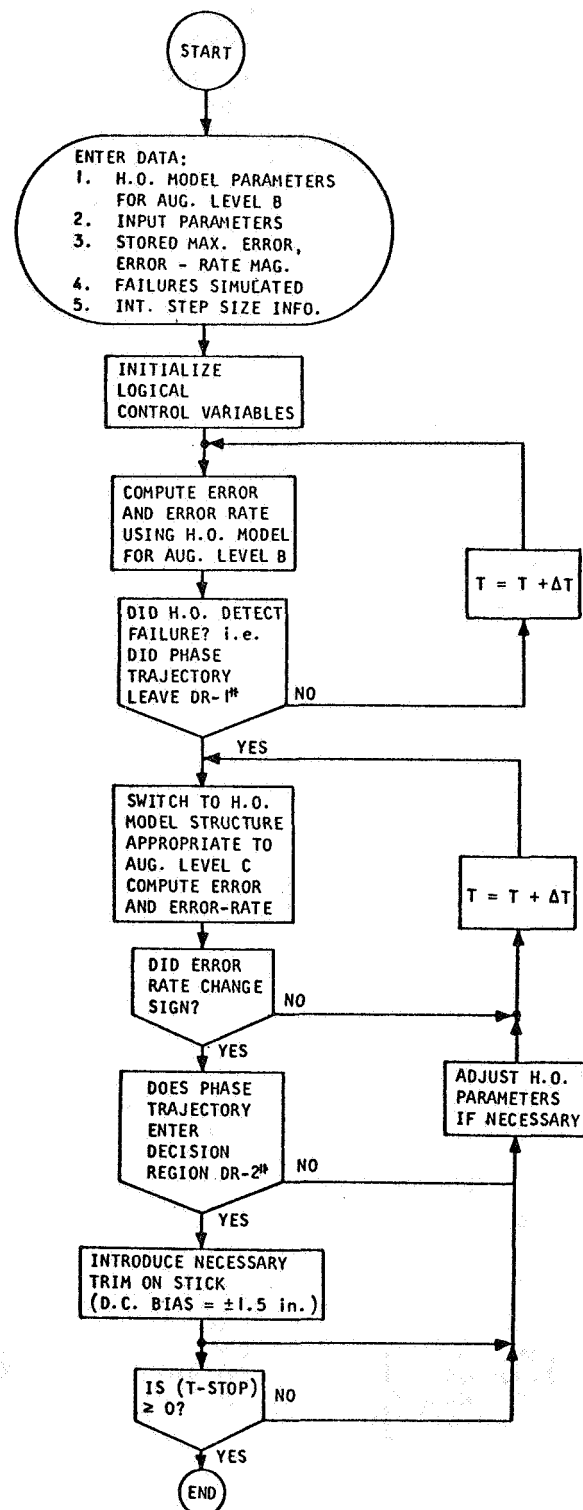 START
ENTER DATA:
1. H.O. MODEL PARAMETERS
FOR AUG. LEVEL B
2. INPUT PARAMETERS
3. STORED MAX. ERROR,
ERROR - RATE MAG.
4. FAILURES SIMULATED
5. INT. STEP SIZE INFO.
INITIALIZE
LOGICAL
CONTROL VARIABLES
COMPUTE ERROR
AND ERROR RATE
USING H.O. MODEL
FOR AUG. LEVEL B
T = T + ΔT
DID H.O. DETECT
FAILURE? i.e.
DID PHASE
TRAJECTORY
LEAVE DR-1#
NO
YES
SWITCH TO H.O.
MODEL STRUCTURE
APPROPRIATE TO
AUG. LEVEL C
COMPUTE ERROR
AND ERROR-RATE
T = T + ΔT
DID ERROR
RATE CHANGE
SIGN?
NO
YES
ADJUST H.O.
PARAMETERS
IF NECESSARY
DOES PHASE
TRAJECTORY
ENTER
DECISION
REGION DR-2#
NO
YES
INTRODUCE NECESSARY
TRIM ON STICK
(D.C. BIAS = ±1.5 in.)
IS (T-STOP)
≥ 0?
NO
YES
END